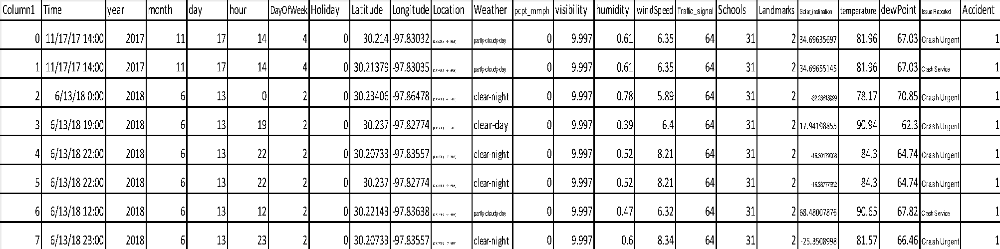 Column1 Time year month day hour DayOfWeek Holiday Latitude Longitude Location Weather pcpt_mmph visibility humidity windSpeed Traffic_signal Schools Landmarks Solar_inclination temperature dewPoint Issue Reported Accident
0 11/17/17 14:00 2017 11 17 14 4 0 30.214 -97.83032 partly-cloudy-day 0 9.997 0.61 6.35 64 31 2 34.69635697 81.96 67.03 Crash Urgent 1
1 11/17/17 14:00 2017 11 17 14 4 0 30.21379 -97.83035 partly-cloudy-day 0 9.997 0.61 6.35 64 31 2 34.69655145 81.96 67.03 Crash Service 1
2 6/13/18 0:00 2018 6 13 0 2 0 30.23406 -97.86478 clear-night 0 9.997 0.78 5.89 64 31 2 78.17 70.85 Crash Urgent 1
3 6/13/18 19:00 2018 6 13 19 2 0 30.237 -97.82774 clear-day 0 9.997 0.39 6.4 64 31 2 17.94198855 90.94 62.3 Crash Urgent 1
4 6/13/18 22:00 2018 6 13 22 2 0 30.20733 -97.83557 clear-night 0 9.997 0.52 8.21 64 31 2 84.3 64.74 Crash Urgent 1
5 6/13/18 22:00 2018 6 13 22 2 0 30.237 -97.82774 clear-night 0 9.997 0.52 8.21 64 31 2 84.3 64.74 Crash Urgent 1
6 6/13/18 12:00 2018 6 13 12 2 0 30.22143 -97.83638 partly-cloudy-day 0 9.997 0.47 6.32 64 31 2 68.48007876 90.65 67.82 Crash Service 1
7 6/13/18 23:00 2018 6 13 23 2 0 30.20733 -97.83557 clear-night 0 9.997 0.6 8.34 64 31 2 -25.3508998 81.57 66.46 Crash Urgent 1